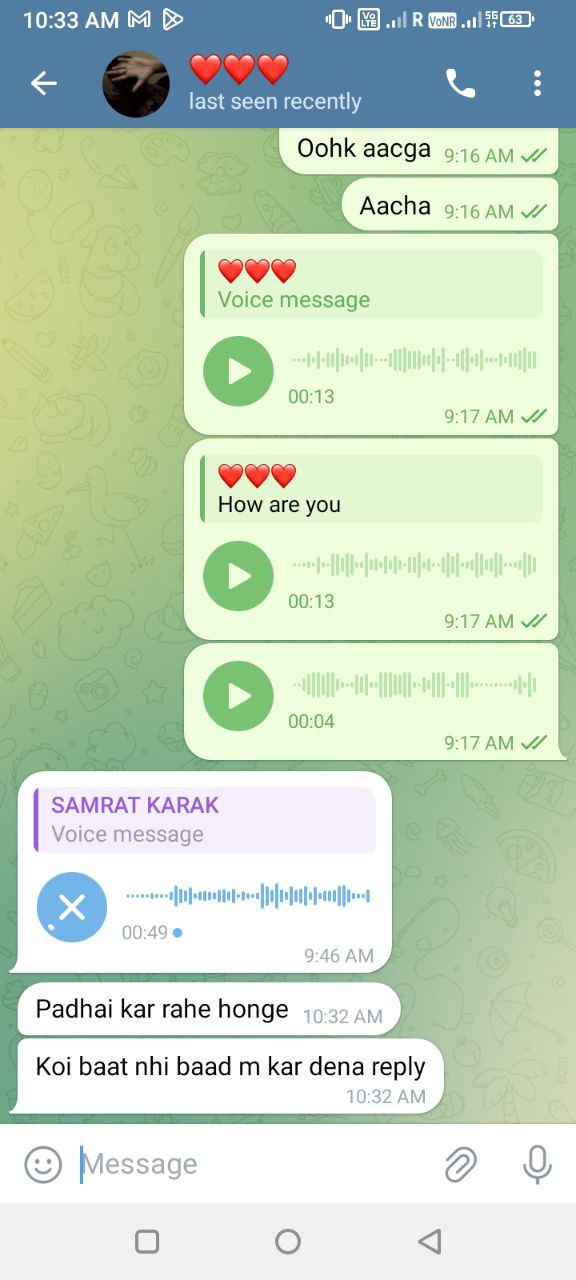 10:33 AM
Vo LTE R VoNR 55 63
❤️❤️❤️
last seen recently
Oohk aacga 9:16 AM
Aacha 9:16 AM
❤️❤️❤️
Voice message
00:13
9:17 AM
❤️❤️❤️
How are you
00:13
9:17 AM
00:04
9:17 AM
SAMRAT KARAK
Voice message
00:49
9:46 AM
Padhai kar rahe honge 10:32 AM
Koi baat nhi baad m kar dena reply
10:32 AM
Message